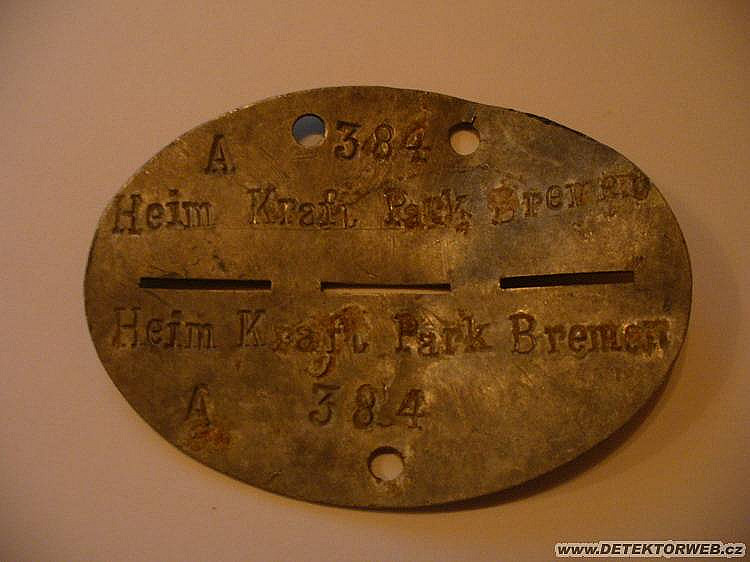 A 384
Heim Kraft Park Bremen
Heim Kraft Park Bremen
A 384
www.DETEKTORWEB.cz